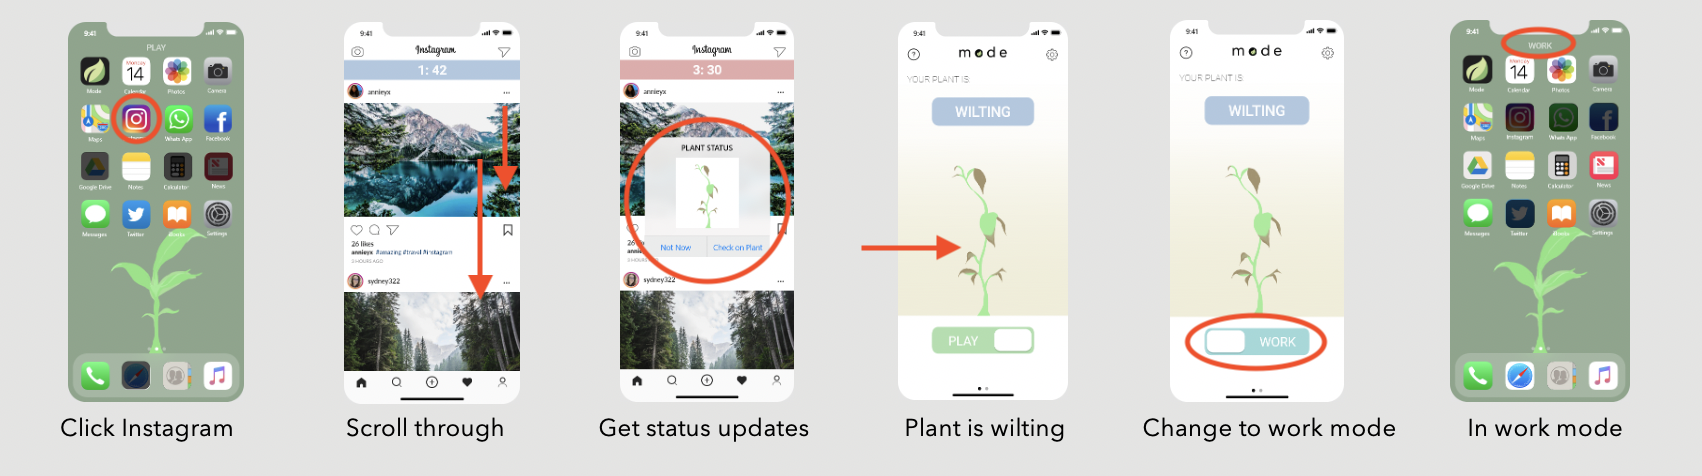 9:41
PLAY
Monday
14
Mode
Calendar
Photos
Camera
Maps
Whats App
Facebook
Google Drive
Notes
Calculator
News
Messages
Twitter
iBooks
Settings
Click Instagram
9:41
Instagram
1: 42
annieyx
26 likes
annieyx #amazing #travel #instagram
3 HOURS AGO
sydney322
Scroll through
9:41
Instagram
3: 30
annieyx
PLANT STATUS
Not Now
Check on Plant
sydney322
Get status updates
9:41
mode
YOUR PLANT IS
WILTING
PLAY
Plant is wilting
9:41
mode
YOUR PLANT IS
WILTING
WORK
Change to work mode
9:41
WORK
Monday
14
Mode
Calendar
Photos
Camera
Maps
Instagram
Whats App
Facebook
Google Drive
Notes
Calculator
News
Messages
Twitter
iBooks
Settings
In work mode